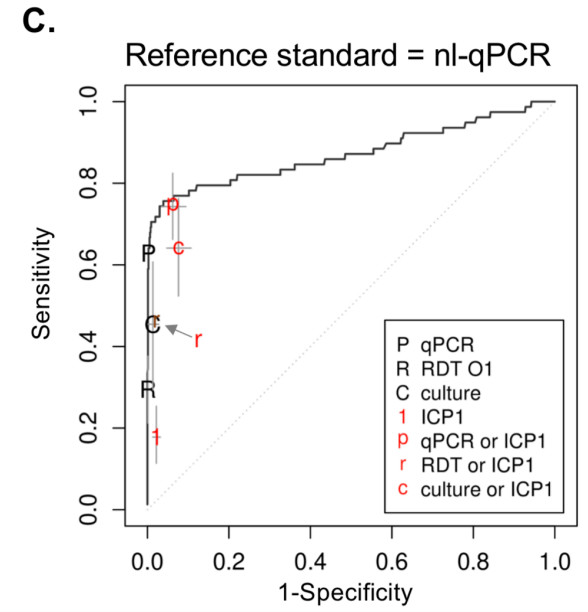 C.
Reference standard = nl-qPCR
1.0
0.8
0.6
0.4
0.2
0.0
Sensitivity
p
P
c
C r
r
R
1
P qPCR
R RDT O1
C culture
1 ICP1
p qPCR or ICP1
r RDT or ICP1
c culture or ICP1
0.0 0.2 0.4 0.6 0.8 1.0
1-Specificity